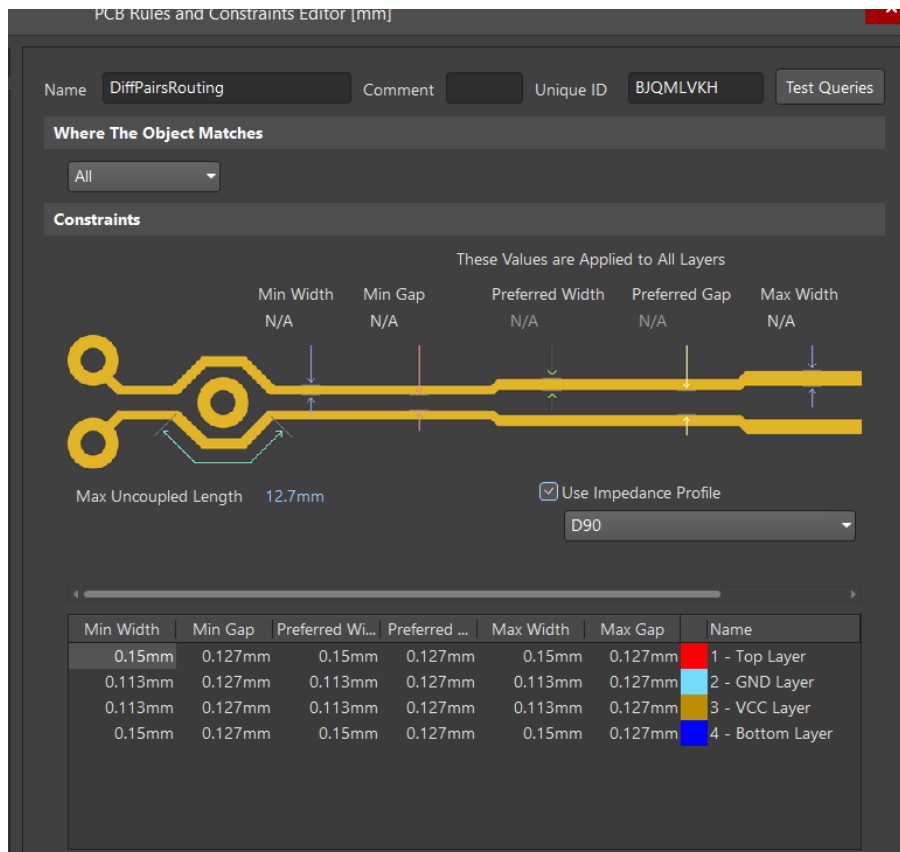 PCB Rules and Constraints Editor [mm]
Name DiffPairsRouting Comment Unique ID BJQMLVKH Test Queries
Where The Object Matches
All
Constraints
These Values are Applied to All Layers
Min Width Min Gap Preferred Width Preferred Gap Max Width
N/A N/A N/A N/A N/A
Max Uncoupled Length 12.7mm
Use Impedance Profile
D90
Min Width Min Gap Preferred Wi... Preferred ... Max Width Max Gap Name
0.15mm 0.127mm 0.15mm 0.127mm 0.15mm 0.127mm 1 - Top Layer
0.113mm 0.127mm 0.113mm 0.127mm 0.113mm 0.127mm 2 - GND Layer
0.113mm 0.127mm 0.113mm 0.127mm 0.113mm 0.127mm 3 - VCC Layer
0.15mm 0.127mm 0.15mm 0.127mm 0.15mm 0.127mm 4 - Bottom Layer